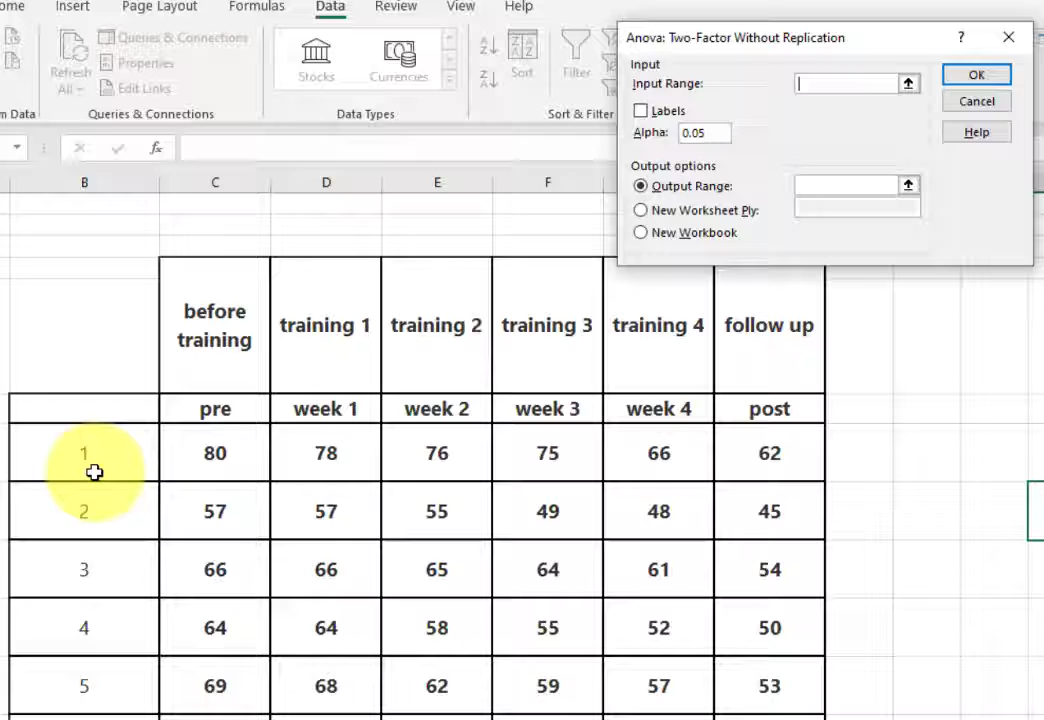 ome Insert Page Layout Formulas Data Review View Help
Refresh All
Queries & Connections
Properties
Edit Links
m Data
Queries & Connections
Stocks
Currencies
Data Types
Sort
Filter
Sort & Filter
fx
Anova: Two-Factor Without Replication ?
Input
Input Range:
Labels
Alpha: 0.05
Output options
Output Range:
New Worksheet Ply:
New Workbook
OK
Cancel
Help
B C D E F
before training
training 1
training 2
training 3
training 4
follow up
pre week 1 week 2 week 3 week 4 post
1 80 78 76 75 66 62
2 57 57 55 49 48 45
3 66 66 65 64 61 54
4 64 64 58 55 52 50
5 69 68 62 59 57 53